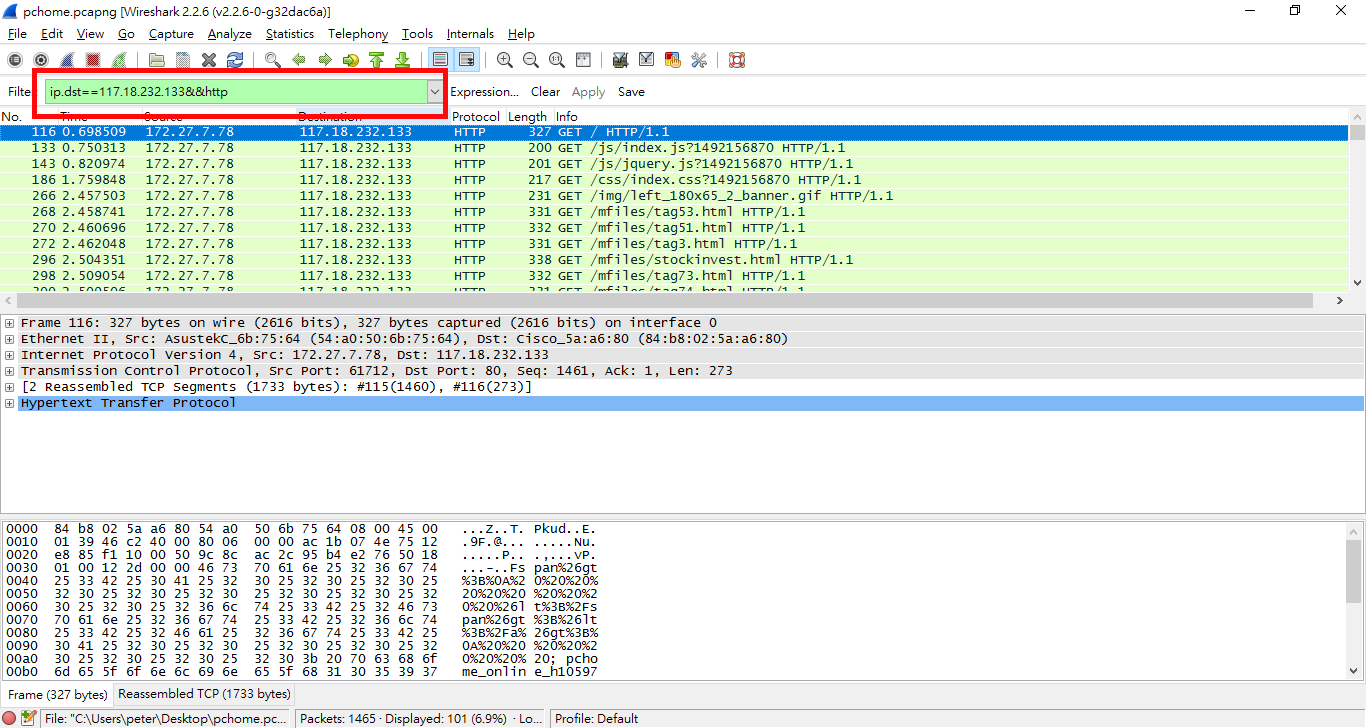 pchome.pcapng [Wireshark 2.2.6 (v2.2.6-0-g32dac6a)]
File Edit View Go Capture Analyze Statistics Telephony Tools Internals Help
Filte ip.dst==117.18.232.133&&http Expression... Clear Apply Save
No. Time Source Destination Protocol Length Info
116 0.698509 172.27.7.78 117.18.232.133 HTTP 327 GET / HTTP/1.1
133 0.750313 172.27.7.78 117.18.232.133 HTTP 200 GET /js/index.js?1492156870 HTTP/1.1
143 0.820974 172.27.7.78 117.18.232.133 HTTP 201 GET /js/jquery.js?1492156870 HTTP/1.1
186 1.759848 172.27.7.78 117.18.232.133 HTTP 217 GET /css/index.css?1492156870 HTTP/1.1
266 2.457503 172.27.7.78 117.18.232.133 HTTP 231 GET /img/left_180x65_2_banner.gif HTTP/1.1
268 2.458741 172.27.7.78 117.18.232.133 HTTP 331 GET /mfiles/tag53.html HTTP/1.1
270 2.460696 172.27.7.78 117.18.232.133 HTTP 332 GET /mfiles/tag51.html HTTP/1.1
272 2.462048 172.27.7.78 117.18.232.133 HTTP 331 GET /mfiles/tag3.html HTTP/1.1
296 2.504351 172.27.7.78 117.18.232.133 HTTP 338 GET /mfiles/stockinvest.html HTTP/1.1
298 2.509054 172.27.7.78 117.18.232.133 HTTP 332 GET /mfiles/tag73.html HTTP/1.1
172.27.7.78 117.18.232.133 HTTP 331 GET /mfiles/tag74.html HTTP/1.1
Frame 116: 327 bytes on wire (2616 bits), 327 bytes captured (2616 bits) on interface 0
Ethernet II, Src: AsustekC_6b:75:64 (54:a0:50:6b:75:64), Dst: Cisco_5a:a6:80 (84:b8:02:5a:a6:80)
Internet Protocol Version 4, Src: 172.27.7.78, Dst: 117.18.232.133
Transmission Control Protocol, Src Port: 61712, Dst Port: 80, Seq: 1461, Ack: 1, Len: 273
[2 Reassembled TCP Segments (1733 bytes): #115(1460), #116(273)]
Hypertext Transfer Protocol
0000 84 b8 02 5a a6 80 54 a0 50 6b 75 64 08 00 45 00 ...Z..T. Pkud..E.
0010 01 39 46 c2 40 00 80 06 00 00 ac 1b 07 4e 75 12 .9F.@... .....Nu.
0020 e8 85 f1 10 00 50 9c 8c ac 2c 95 b4 e2 76 50 18 .....P.. .,...vP.
0030 01 00 12 2d 00 00 46 73 70 61 6e 25 32 36 67 74 ...-..Fs pan%26gt
0040 25 33 42 25 30 41 25 32 30 25 32 30 25 32 30 25 %3B%0A%2 0%20%20%
0050 32 30 25 32 30 25 32 30 25 32 30 25 32 30 25 32 20%20%20 %20%20%2
0060 30 25 32 30 25 32 36 6c 74 25 33 42 25 32 46 73 0%20%26l t%3B%2Fs
0070 70 61 6e 25 32 36 67 74 25 33 42 25 32 36 6c 74 pan%26gt %3B%26lt
0080 25 33 42 25 32 46 61 25 32 36 67 74 25 33 42 25 %3B%2Fa% 26gt%3B%
0090 30 41 25 32 30 25 32 30 25 32 30 25 32 30 25 32 0A%20%20 %20%20%2
00a0 30 25 32 30 25 32 30 25 32 30 3b 20 70 63 68 6f 0%20%20% 20; pcho
00b0 6d 65 5f 6f 6e 6c 69 6e 65 5f 68 31 30 35 39 37 me_onlin e_h10597
Frame (327 bytes) Reassembled TCP (1733 bytes)
File: "C:\Users\peter\Desktop\pchome.pc... Packets: 1465 · Displayed: 101 (6.9%) · Lo... Profile: Default